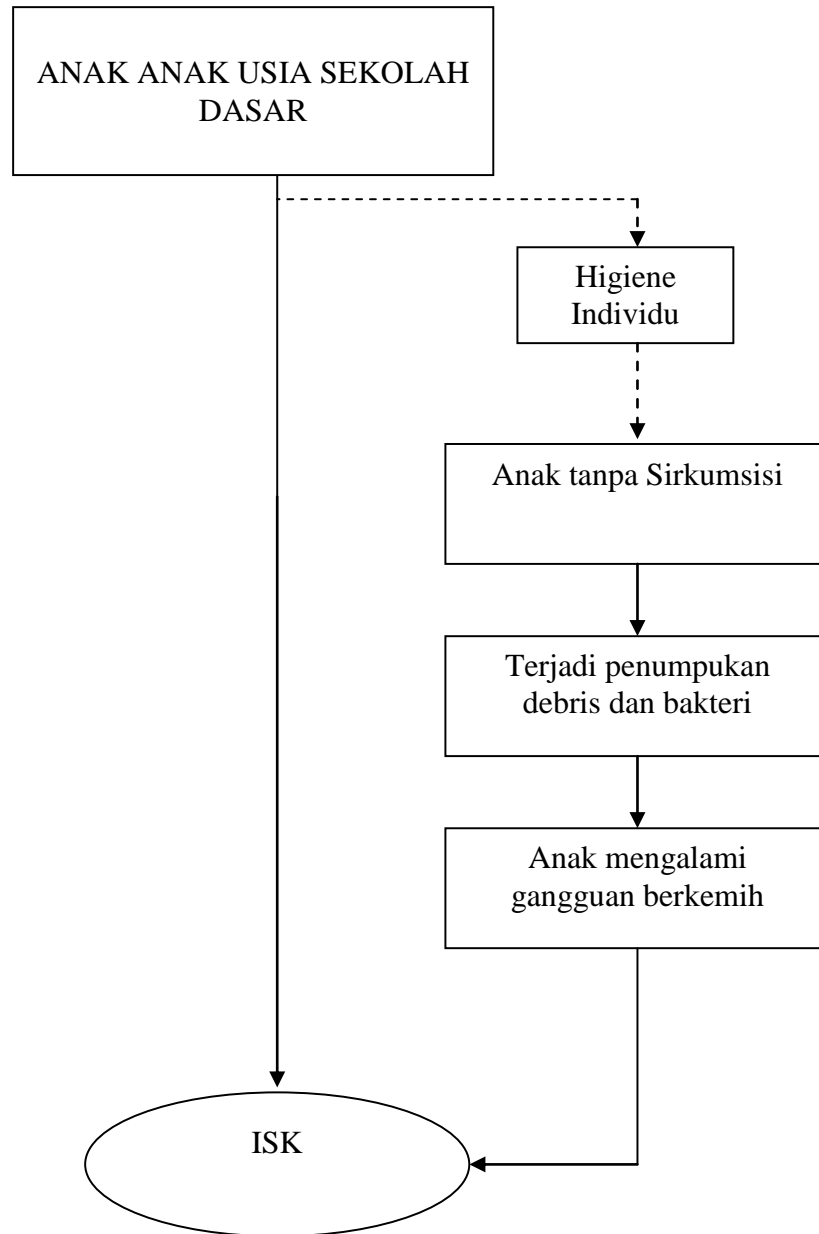 ANAK ANAK USIA SEKOLAH
DASAR
Higiene
Individu
Anak tanpa Sirkumsisi
Terjadi penumpukan
debris dan bakteri
Anak mengalami
gangguan berkemih
ISK